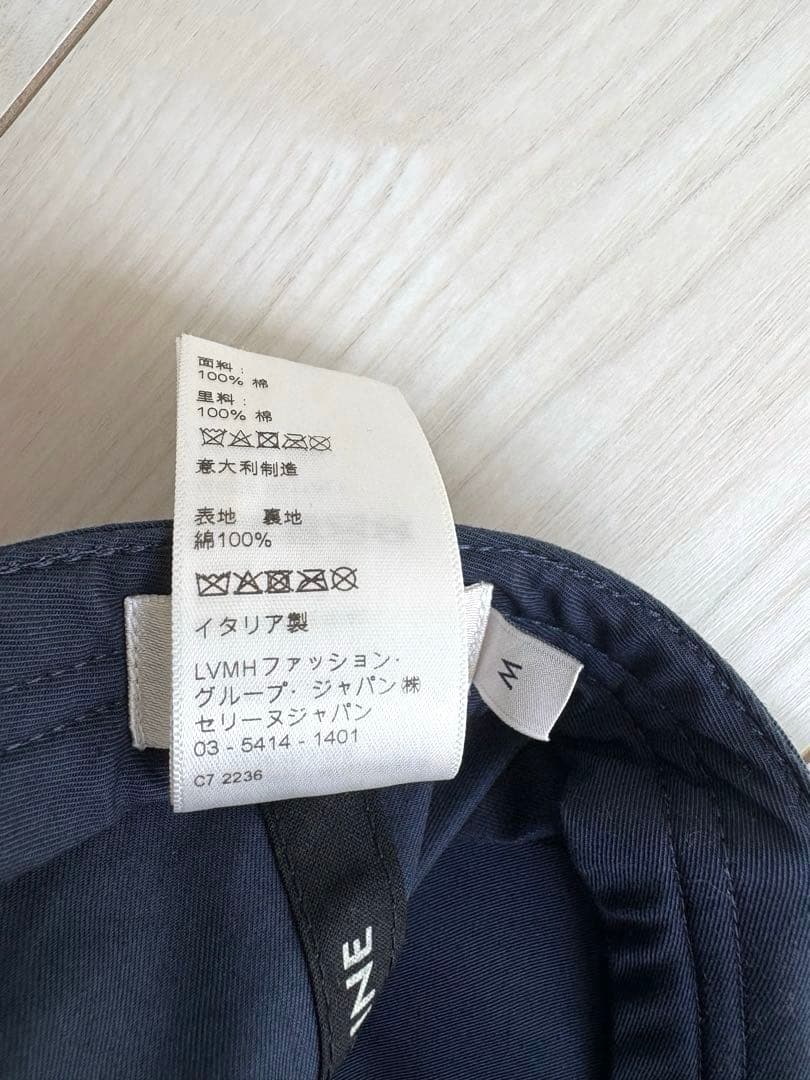 面料：
100% 棉
里料：
100% 棉
意大利制造
表地　裏地
綿100%
イタリア製
LVMHファッション・
グループ・ジャパン㈱
セリーヌジャパン
03 - 5414 - 1401
C7 2236
M
INE